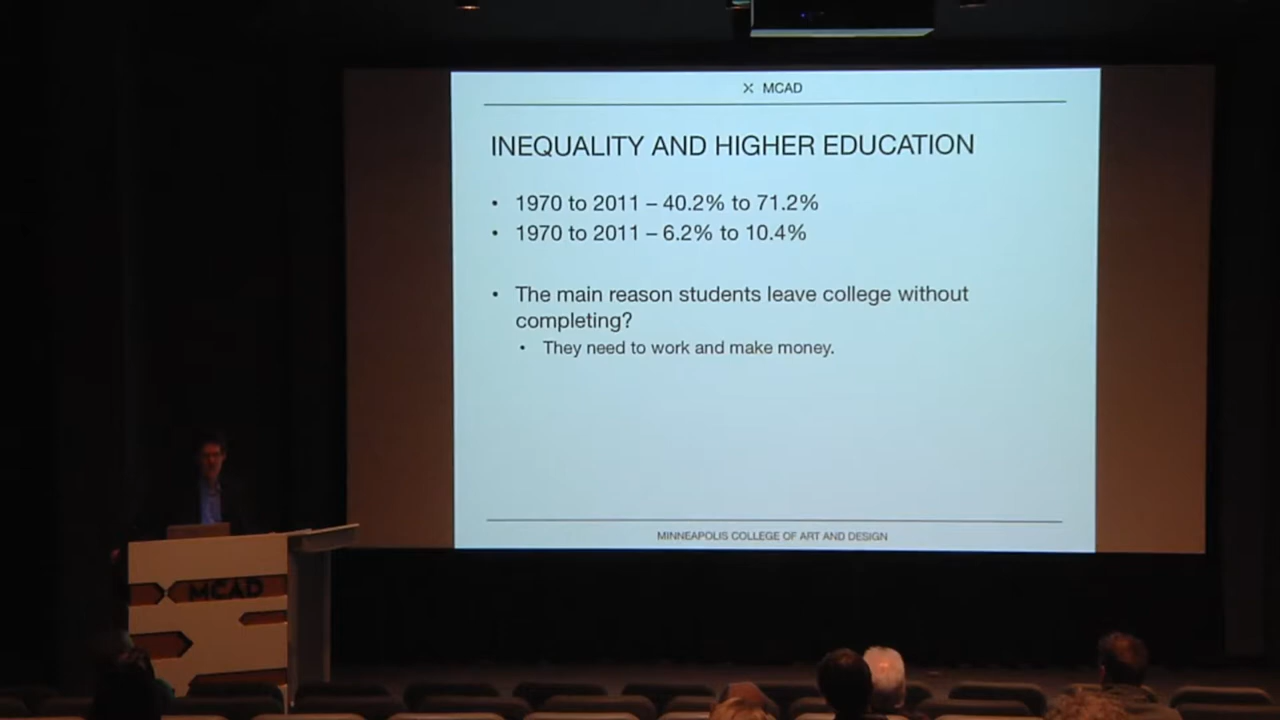 MCAD
INEQUALITY AND HIGHER EDUCATION
• 1970 to 2011 – 40.2% to 71.2%
• 1970 to 2011 – 6.2% to 10.4%
• The main reason students leave college without
completing?
• They need to work and make money.
MINNEAPOLIS COLLEGE OF ART AND DESIGN
MCAD